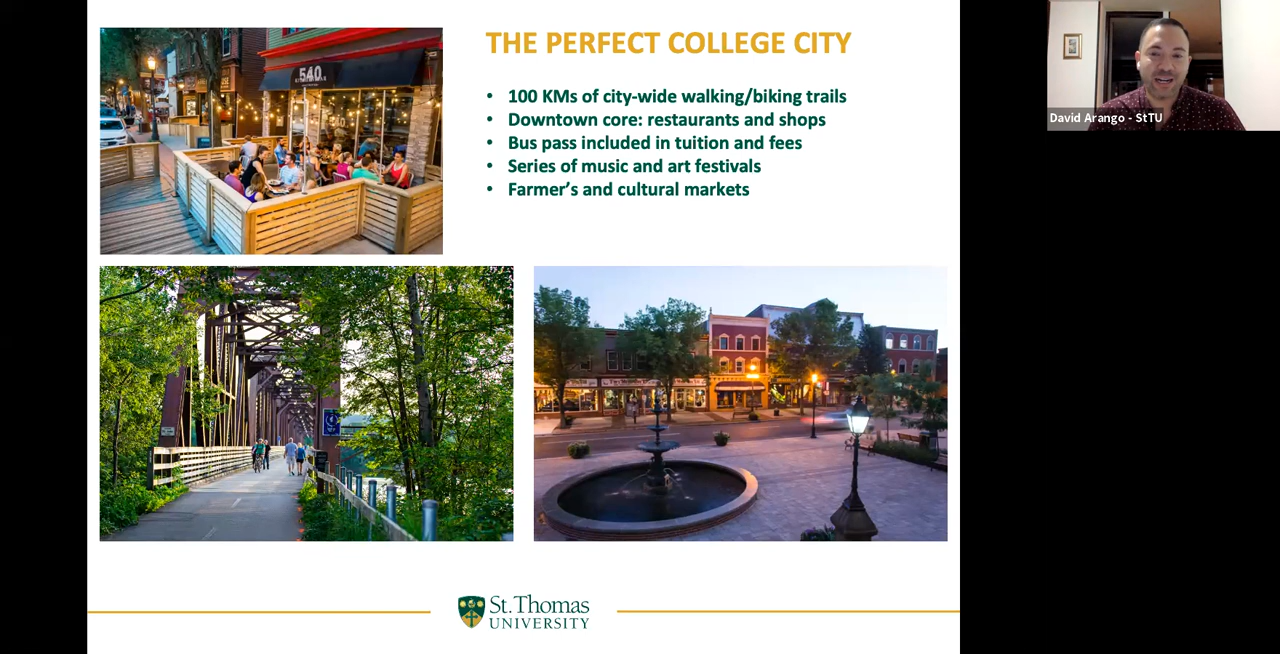 THE PERFECT COLLEGE CITY
• 100 KMs of city-wide walking/biking trails
• Downtown core: restaurants and shops
• Bus pass included in tuition and fees
• Series of music and art festivals
• Farmer's and cultural markets
540
St. Thomas
UNIVERSITY
David Arango - StTU